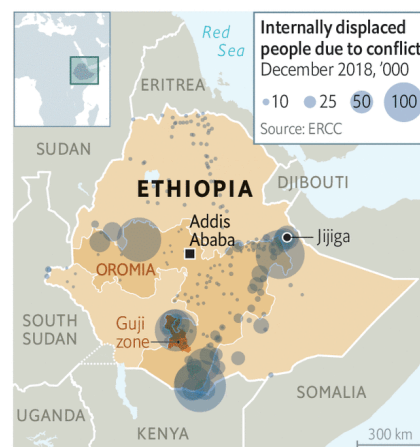 Internally displaced
people due to conflict
December 2018, '000
10 25 50 100
Source: ERCC
Red
Sea
ERITREA
SUDAN
ETHIOPIA
DJIBOUTI
Addis
Ababa
Jijiga
OROMIA
SOUTH
SUDAN
Guji
zone
SOMALIA
UGANDA
KENYA
300 km